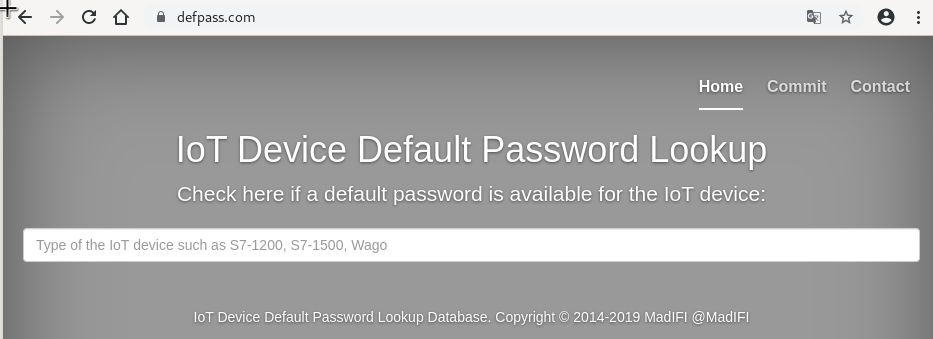 defpass.com
Home Commit Contact
IoT Device Default Password Lookup
Check here if a default password is available for the IoT device:
Type of the IoT device such as S7-1200, S7-1500, Wago
IoT Device Default Password Lookup Database. Copyright © 2014-2019 MadIFI @MadIFI